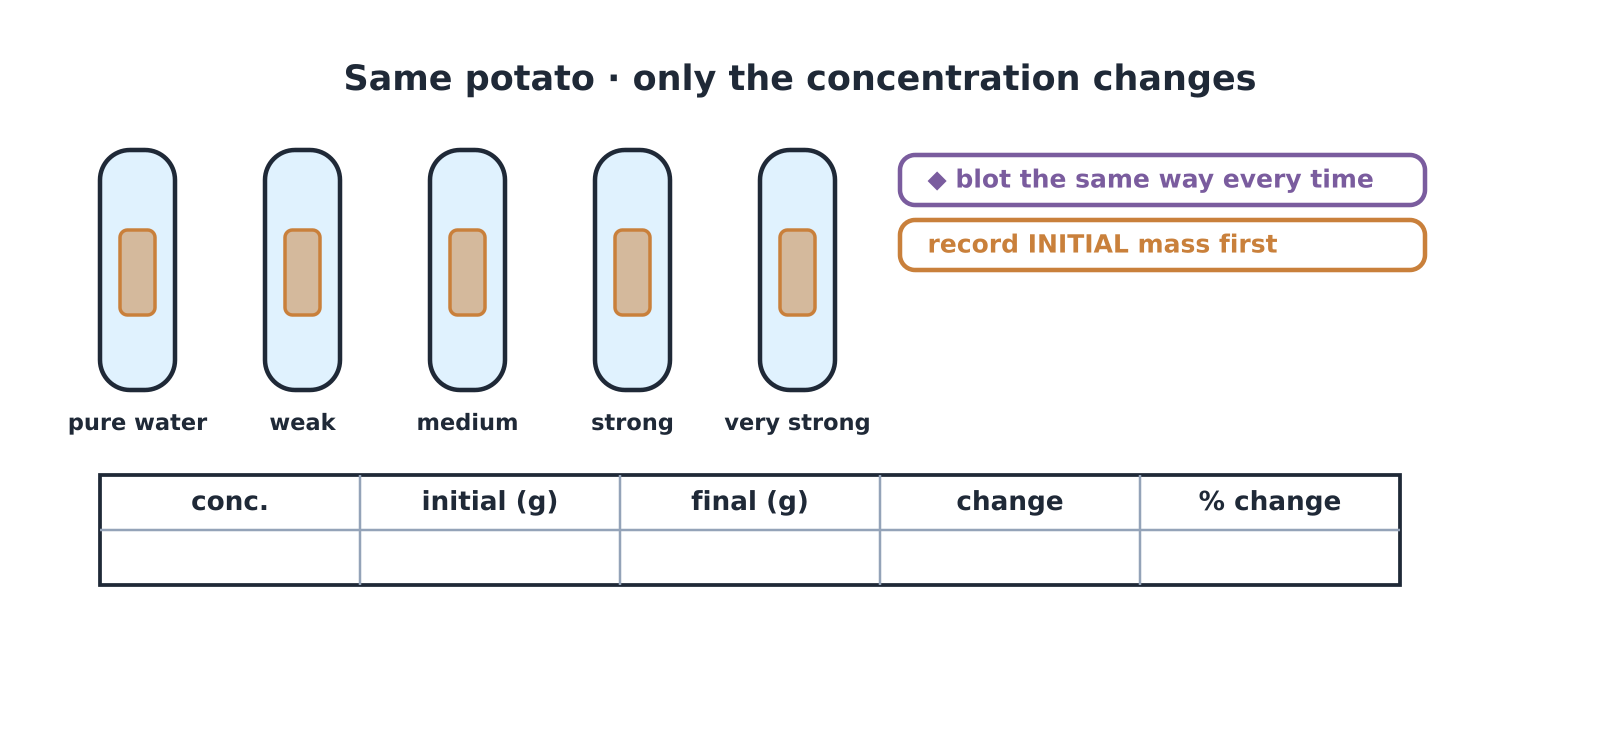 Same potato · only the concentration changes
◆ blot the same way every time
record INITIAL mass first
pure water weak medium strong very strong
conc. initial (g) final (g) change % change